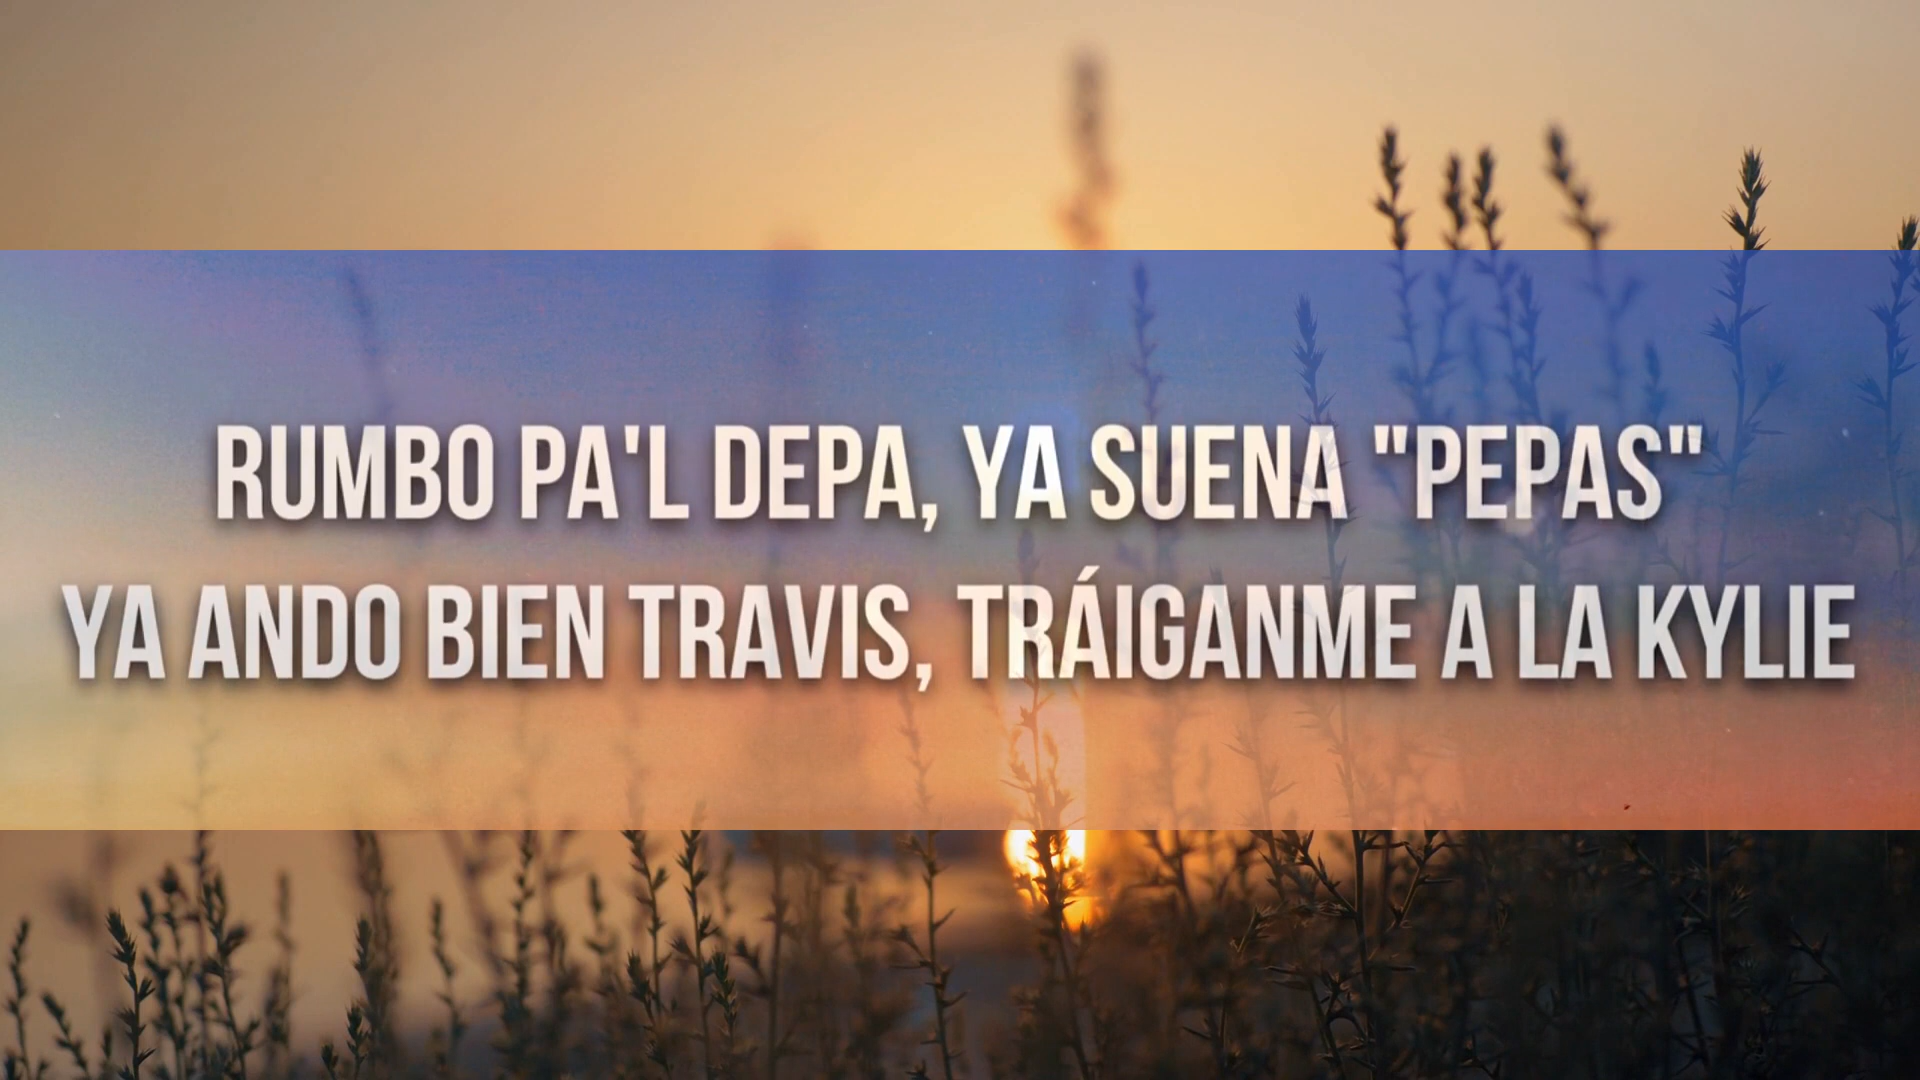 RUMBO PA'L DEPA, YA SUENA "PEPAS"
YA ANDO BIEN TRAVIS, TRÁIGANME A LA KYLIE